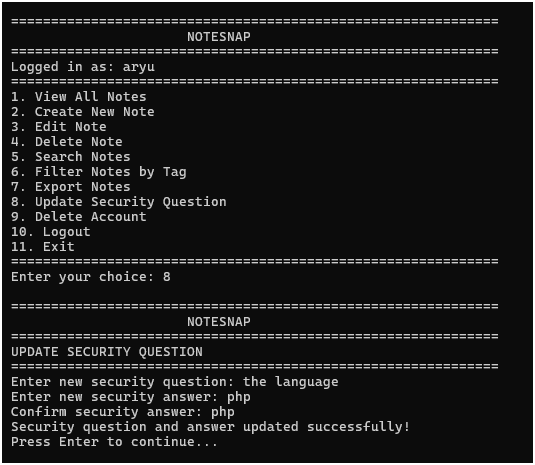 =============================================================
NOTESNAP
=============================================================
Logged in as: aryu
=============================================================
1. View All Notes
2. Create New Note
3. Edit Note
4. Delete Note
5. Search Notes
6. Filter Notes by Tag
7. Export Notes
8. Update Security Question
9. Delete Account
10. Logout
11. Exit
=============================================================
Enter your choice: 8
=============================================================
NOTESNAP
=============================================================
UPDATE SECURITY QUESTION
=============================================================
Enter new security question: the language
Enter new security answer: php
Confirm security answer: php
Security question and answer updated successfully!
Press Enter to continue...